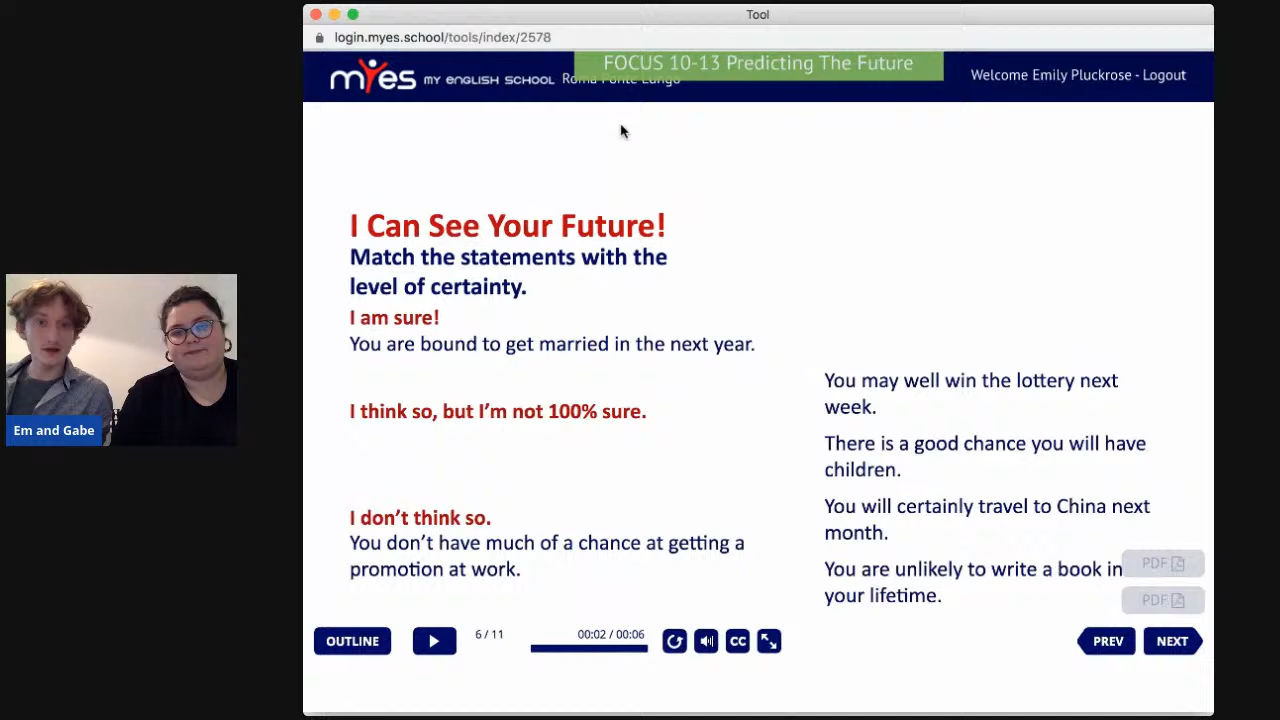 Tool
login.myes.school/tools/index/2578
FOCUS 10-13 Predicting The Future
myes MY ENGLISH SCHOOL Roma Ponte Lungo
Welcome Emily Pluckrose - Logout
I Can See Your Future!
Match the statements with the
level of certainty.
I am sure!
You are bound to get married in the next year.
I think so, but I'm not 100% sure.
I don't think so.
You don't have much of a chance at getting a
promotion at work.
You may well win the lottery next
week.
There is a good chance you will have
children.
You will certainly travel to China next
month.
You are unlikely to write a book in
your lifetime.
PDF
PDF
Em and Gabe
OUTLINE
6 / 11
00:02 / 00:06
CC
PREV
NEXT